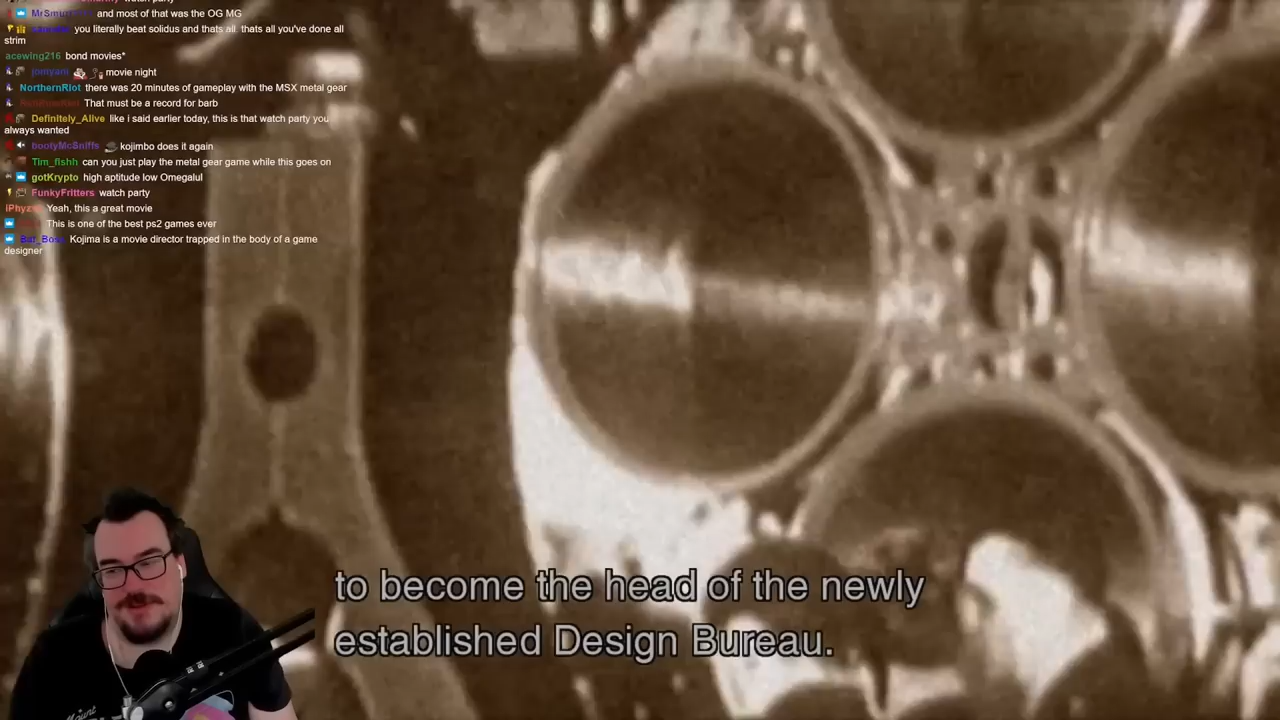 and most of that was the OG MG
you literally beat solidus and thats all. thats all you've done all
strim
acewing216 bond movies*
jomyani movie night
NorthernRiot there was 20 minutes of gameplay with the MSX metal gear
That must be a record for barb
Definitely_Alive like i said earlier today, this is that watch party you
always wanted
bootyMcSniffs kojimbo does it again
Tim_fishh can you just play the metal gear game while this goes on
gotKrypto high aptitude low Omegalul
FunkyFritters watch party
Yeah, this a great movie
This is one of the best ps2 games ever
Bat_Boss Kojima is a movie director trapped in the body of a game
designer
to become the head of the newly
established Design Bureau.